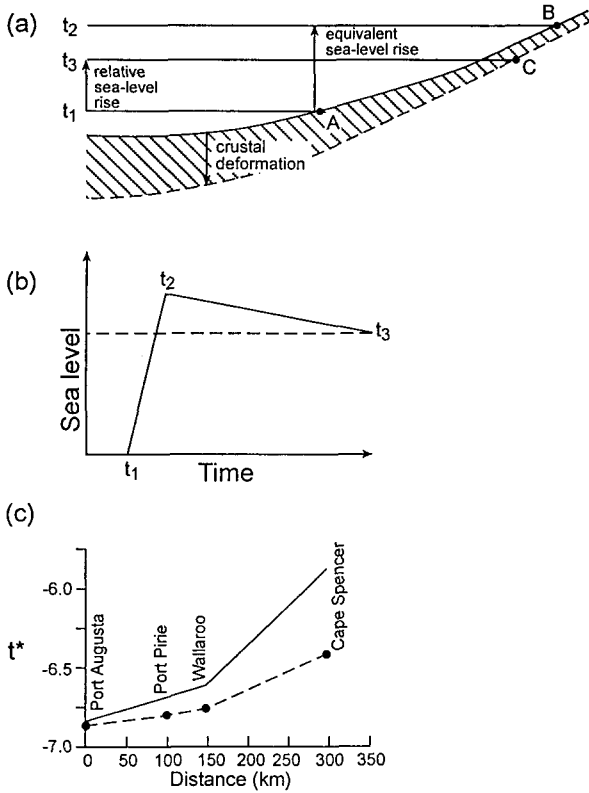 (a)
t2
B
equivalent
sea-level rise
t3
C
relative
sea-level
rise
t1
A
crustal
deformation
(b)
t2
t3
Sea level
t1
Time
(c)
-6.0
t*
-6.5
-7.0
Port Augusta
Port Pirie
Wallaroo
Cape Spencer
0 50 100 150 200 250 300 350
Distance (km)